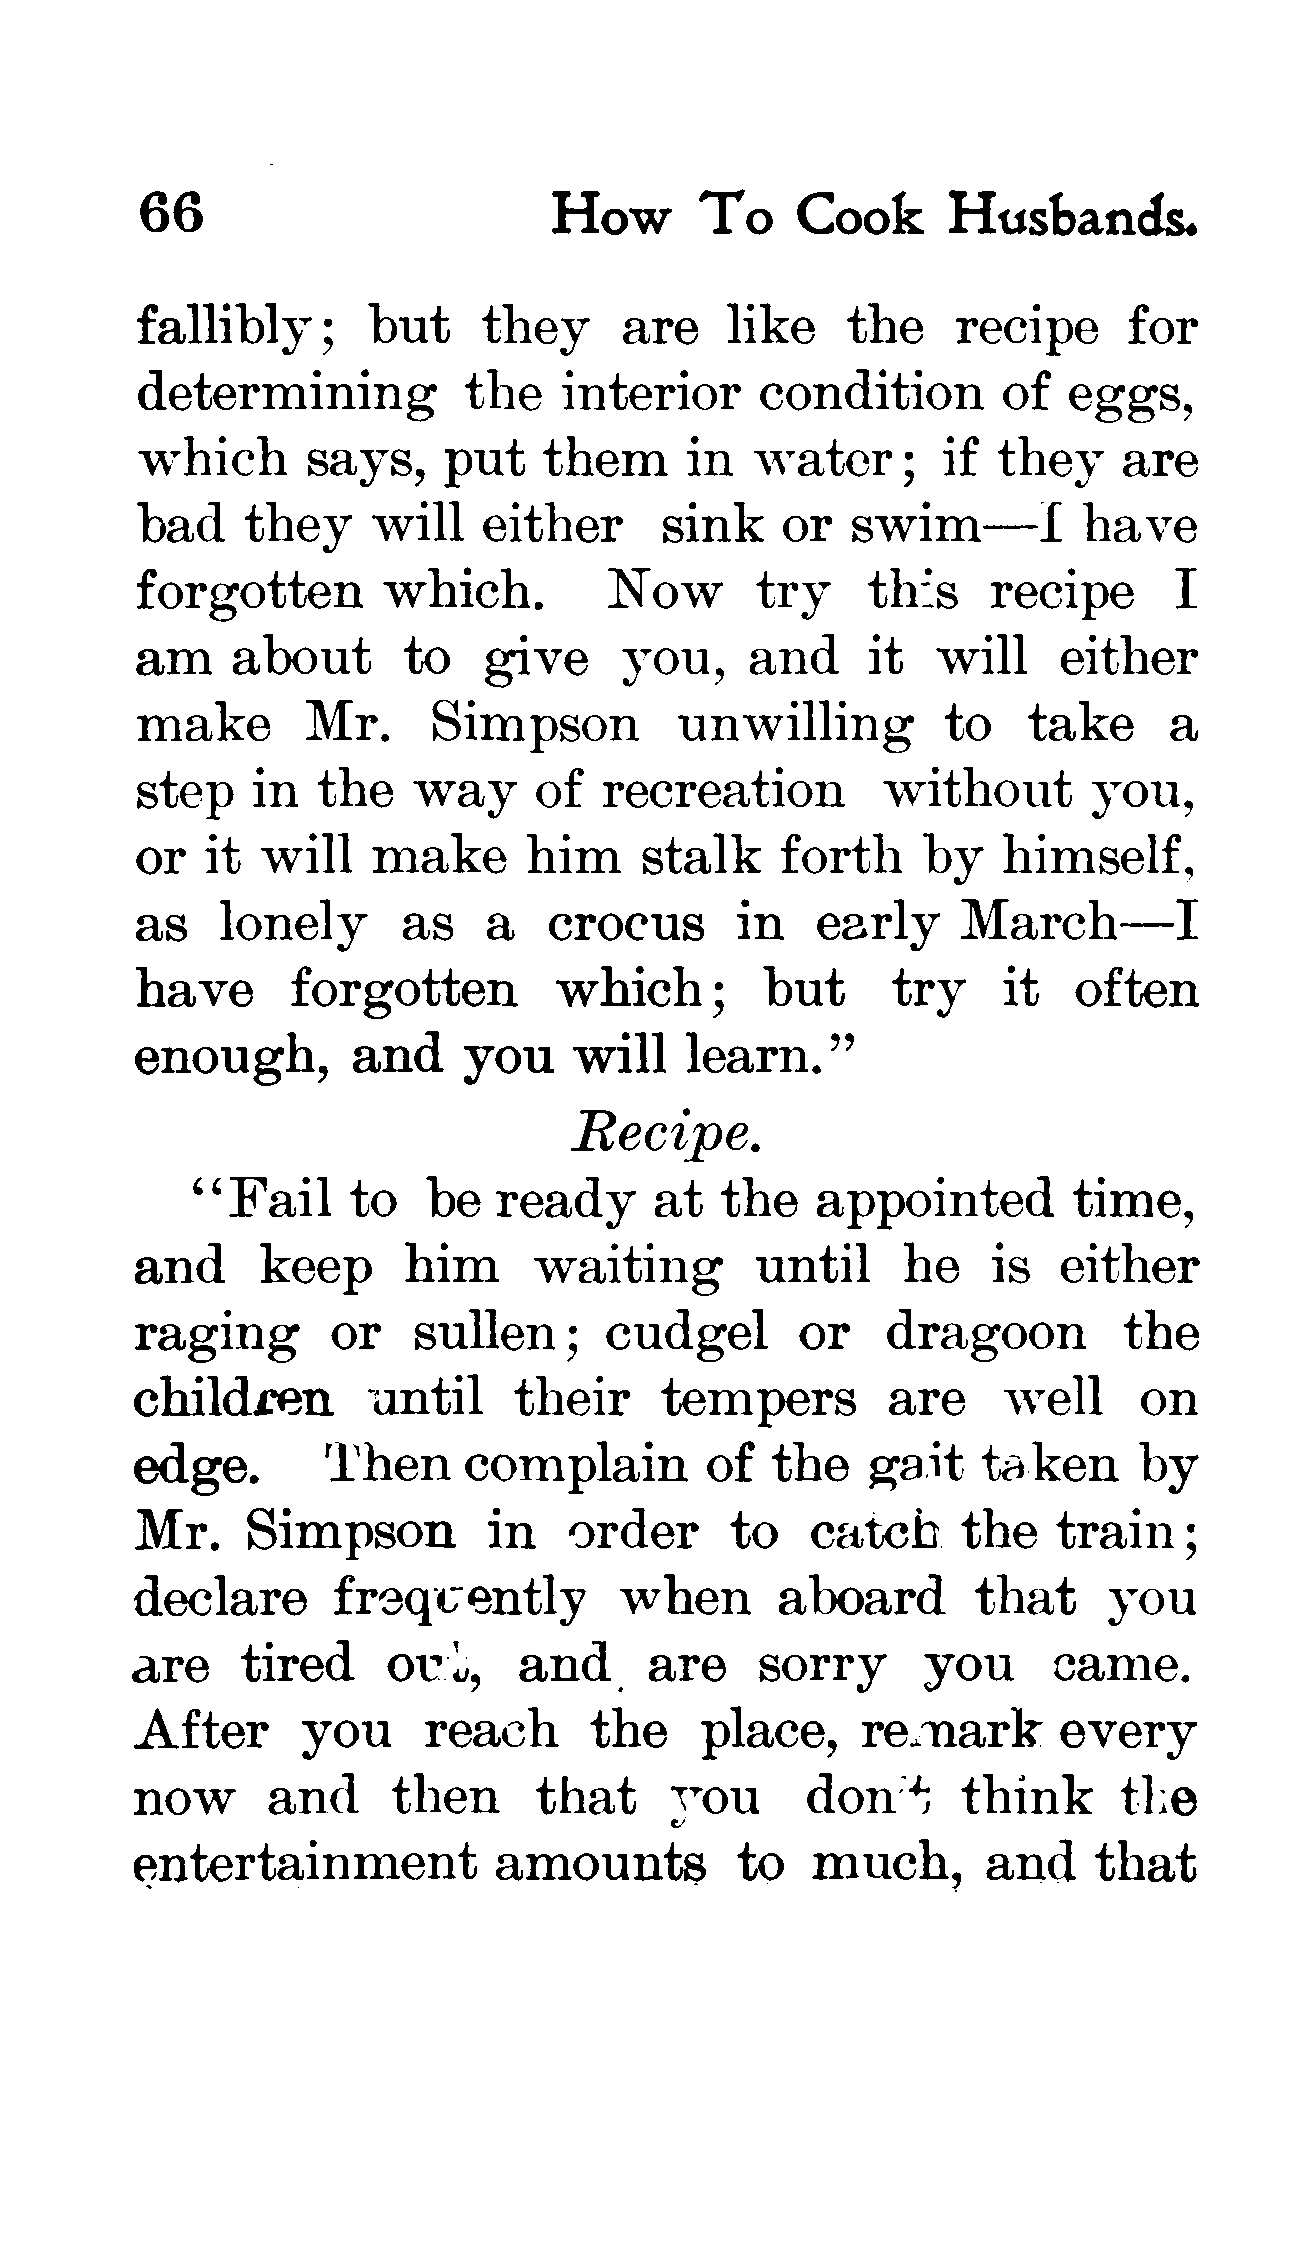 66 How To Cook Husbands.
fallibly; but they are like the recipe for
determining the interior condition of eggs,
which says, put them in water; if they are
bad they will either sink or swim—I have
forgotten which. Now try this recipe I
am about to give you, and it will either
make Mr. Simpson unwilling to take a
step in the way of recreation without you,
or it will make him stalk forth by himself,
as lonely as a crocus in early March—I
have forgotten which; but try it often
enough, and you will learn."
Recipe.
"Fail to be ready at the appointed time,
and keep him waiting until he is either
raging or sullen; cudgel or dragoon the
children until their tempers are well on
edge. Then complain of the gait taken by
Mr. Simpson in order to catch the train;
declare frequently when aboard that you
are tired out, and are sorry you came.
After you reach the place, remark every
now and then that you don't think the
entertainment amounts to much, and that